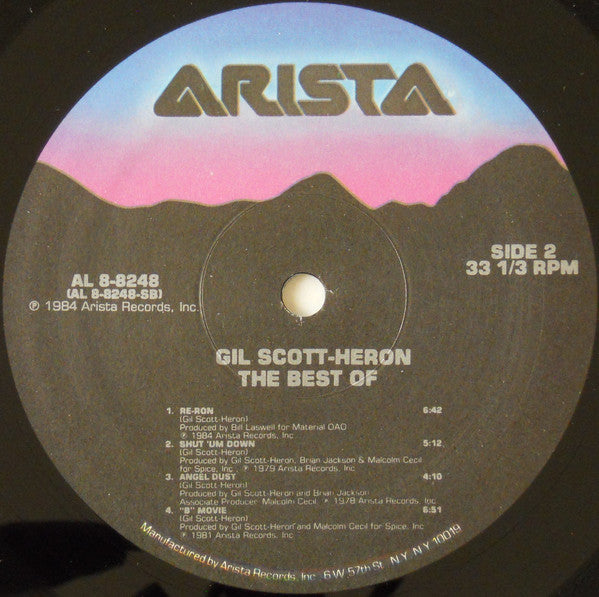 ARISTA
AL 8-8248
(AL 8-8248-SB)
℗ 1984 Arista Records, Inc.
SIDE 2
33 1/3 RPM
GIL SCOTT-HERON
THE BEST OF
1. RE-RON 6:42
(Gil Scott-Heron)
Produced by Bill Laswell for Material OAO
℗ 1984 Arista Records, Inc
2. SHUT 'UM DOWN 5:12
(Gil Scott-Heron)
Produced by Gil Scott-Heron, Brian Jackson & Malcolm Cecil
for Spice, Inc. ℗ 1979 Arista Records, Inc
3. ANGEL DUST 4:10
(Gil Scott-Heron)
Produced by Gil Scott-Heron and Brian Jackson
Associate Producer Malcolm Cecil ℗ 1978 Arista Records, Inc.
4. "B" MOVIE 6:51
(Gil Scott-Heron)
Produced by Gil Scott-Heron and Malcolm Cecil for Spice, Inc
℗ 1981 Arista Records, Inc
Manufactured by Arista Records, Inc. 6 W. 57th St. N.Y. N.Y. 10019